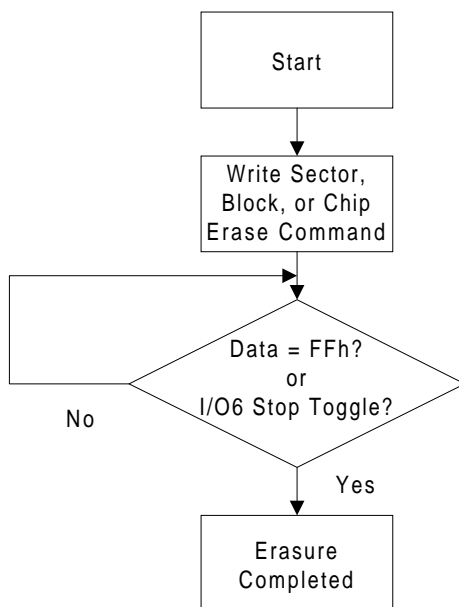 Start
Write Sector,
Block, or Chip
Erase Command
Data = FFh?
or
I/O6 Stop Toggle?
No
Yes
Erasure
Completed